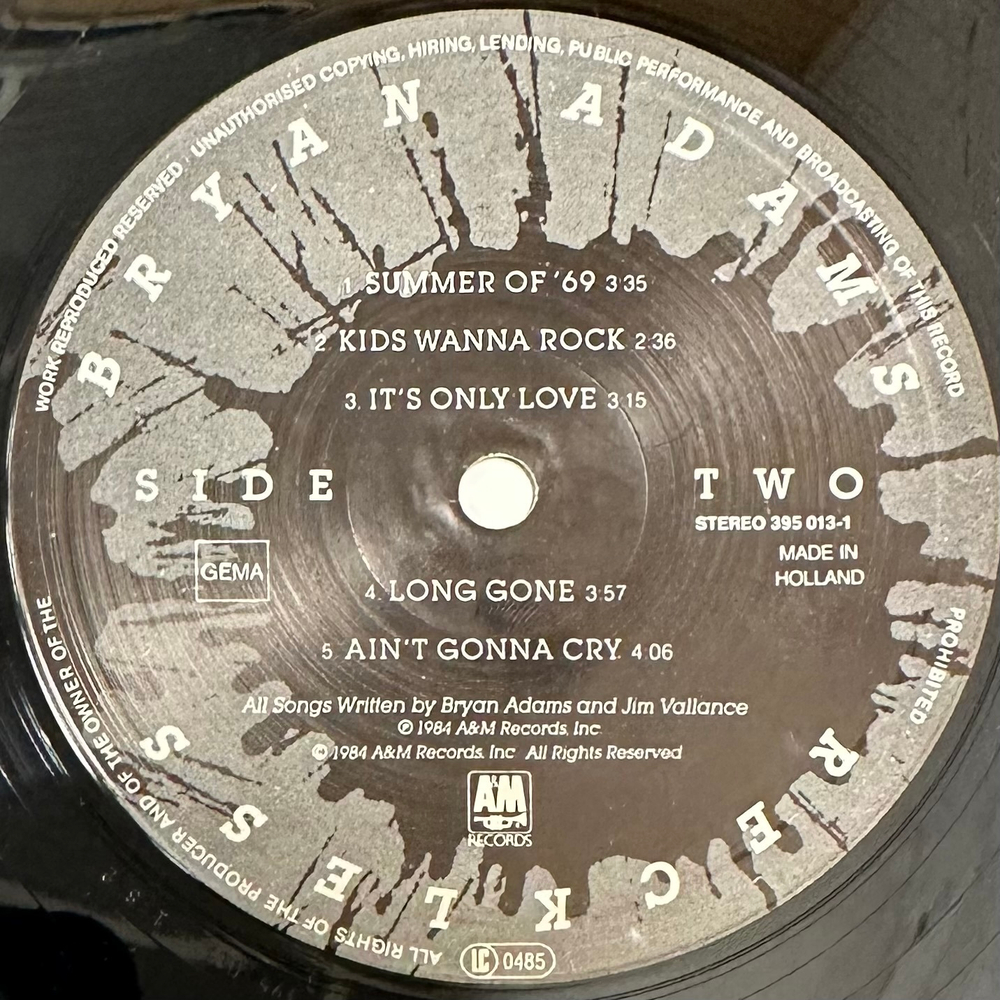 WORK REPRODUCED RESERVED · UNAUTHORISED COPYING, HIRING, LENDING, PUBLIC PERFORMANCE AND BROADCASTING OF THIS RECORD
PROHIBITED ·
ALL RIGHTS OF THE PRODUCER AND OF THE OWNER OF THE
BRYAN ADAMS
RECKLESS
1. SUMMER OF '69 3:35
2 KIDS WANNA ROCK 2:36
3. IT'S ONLY LOVE 3:15
SIDE TWO
STEREO 395 013-1
GEMA
MADE IN
HOLLAND
4. LONG GONE 3:57
5 AIN'T GONNA CRY 4:06
All Songs Written by Bryan Adams and Jim Vallance
℗ 1984 A&M Records, Inc.
© 1984 A&M Records, Inc. All Rights Reserved
A&M
RECORDS
LC 0485